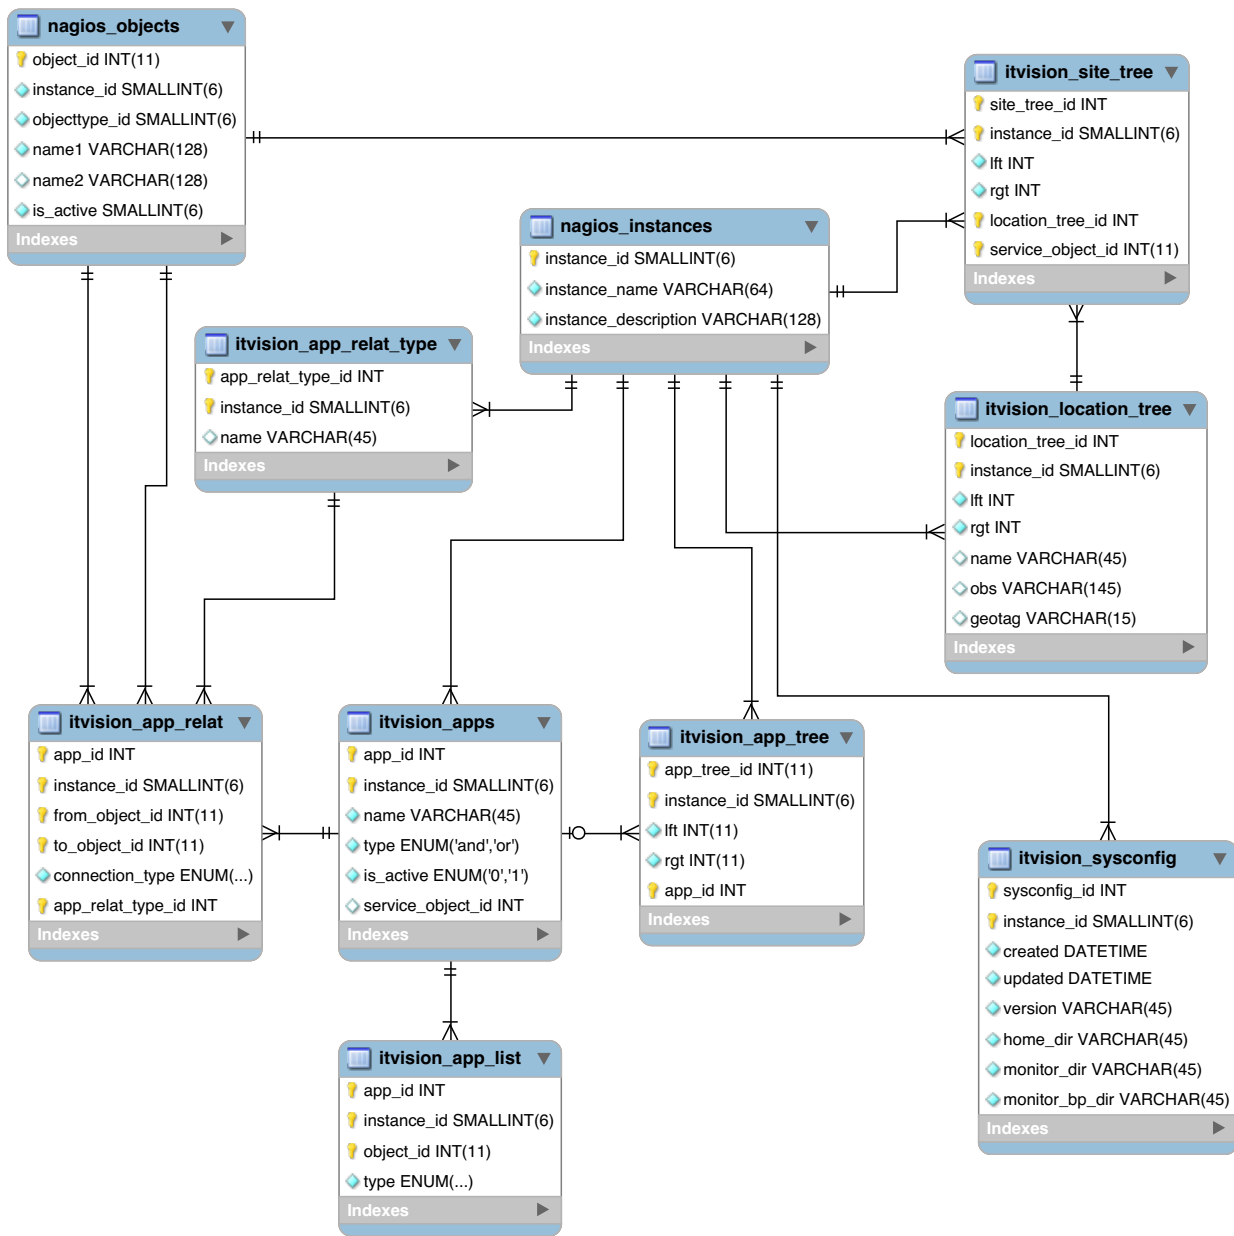 nagios_objects
object_id INT(11)
instance_id SMALLINT(6)
objecttype_id SMALLINT(6)
name1 VARCHAR(128)
name2 VARCHAR(128)
is_active SMALLINT(6)
Indexes
itvision_site_tree
site_tree_id INT
instance_id SMALLINT(6)
lft INT
rgt INT
location_tree_id INT
service_object_id INT(11)
Indexes
nagios_instances
instance_id SMALLINT(6)
instance_name VARCHAR(64)
instance_description VARCHAR(128)
Indexes
itvision_app_relat_type
app_relat_type_id INT
instance_id SMALLINT(6)
name VARCHAR(45)
Indexes
itvision_location_tree
location_tree_id INT
instance_id SMALLINT(6)
lft INT
rgt INT
name VARCHAR(45)
obs VARCHAR(145)
geotag VARCHAR(15)
Indexes
itvision_app_relat
app_id INT
instance_id SMALLINT(6)
from_object_id INT(11)
to_object_id INT(11)
connection_type ENUM(...)
app_relat_type_id INT
Indexes
itvision_apps
app_id INT
instance_id SMALLINT(6)
name VARCHAR(45)
type ENUM('and','or')
is_active ENUM('0','1')
service_object_id INT
Indexes
itvision_app_tree
app_tree_id INT(11)
instance_id SMALLINT(6)
lft INT(11)
rgt INT(11)
app_id INT
Indexes
itvision_sysconfig
sysconfig_id INT
instance_id SMALLINT(6)
created DATETIME
updated DATETIME
version VARCHAR(45)
home_dir VARCHAR(45)
monitor_dir VARCHAR(45)
monitor_bp_dir VARCHAR(45)
Indexes
itvision_app_list
app_id INT
instance_id SMALLINT(6)
object_id INT(11)
type ENUM(...)
Indexes